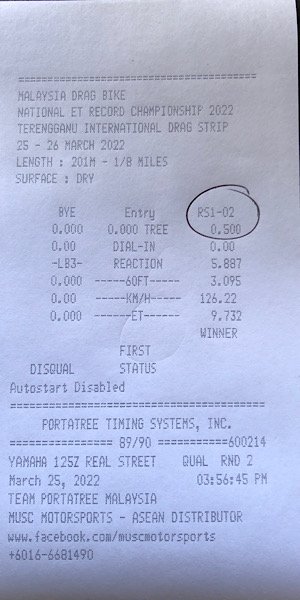 ========================================
MALAYSIA DRAG BIKE
NATIONAL ET RECORD CHAMPIONSHIP 2022
TERENGGANU INTERNATIONAL DRAG STRIP
25 - 26 MARCH 2022
LENGTH : 201M - 1/8 MILES
SURFACE : DRY
BYE Entry RS1-02
0.000 0.000 TREE 0.500
0.00 DIAL-IN 0.00
-LB3- REACTION 5.887
0.000 -----60FT------ 3.095
0.00 -----KM/H------ 126.22
0.000 ------ET------- 9.732
WINNER
FIRST
DISQUAL STATUS
Autostart Disabled
========================================
PORTATREE TIMING SYSTEMS, INC.
================ 89/90 ===========600214
YAMAHA 125Z REAL STREET QUAL RND 2
March 25, 2022 03:56:45 PM
TEAM PORTATREE MALAYSIA
MUSC MOTORSPORTS - ASEAN DISTRIBUTOR
www.facebook.com/muscmotorsports
+6016-6681490